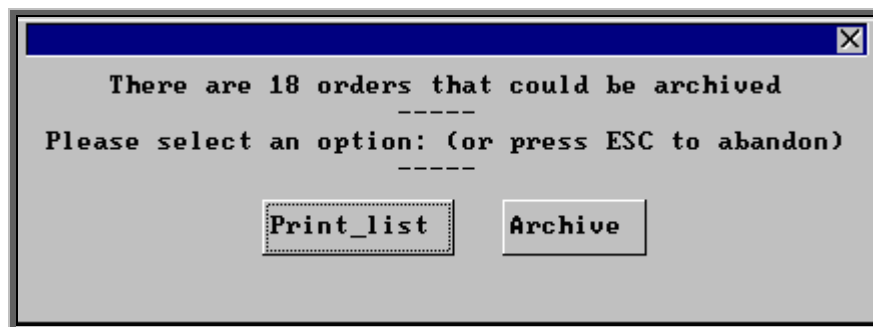 There are 18 orders that could be archived
-----
Please select an option: (or press ESC to abandon)
-----
Print_list Archive